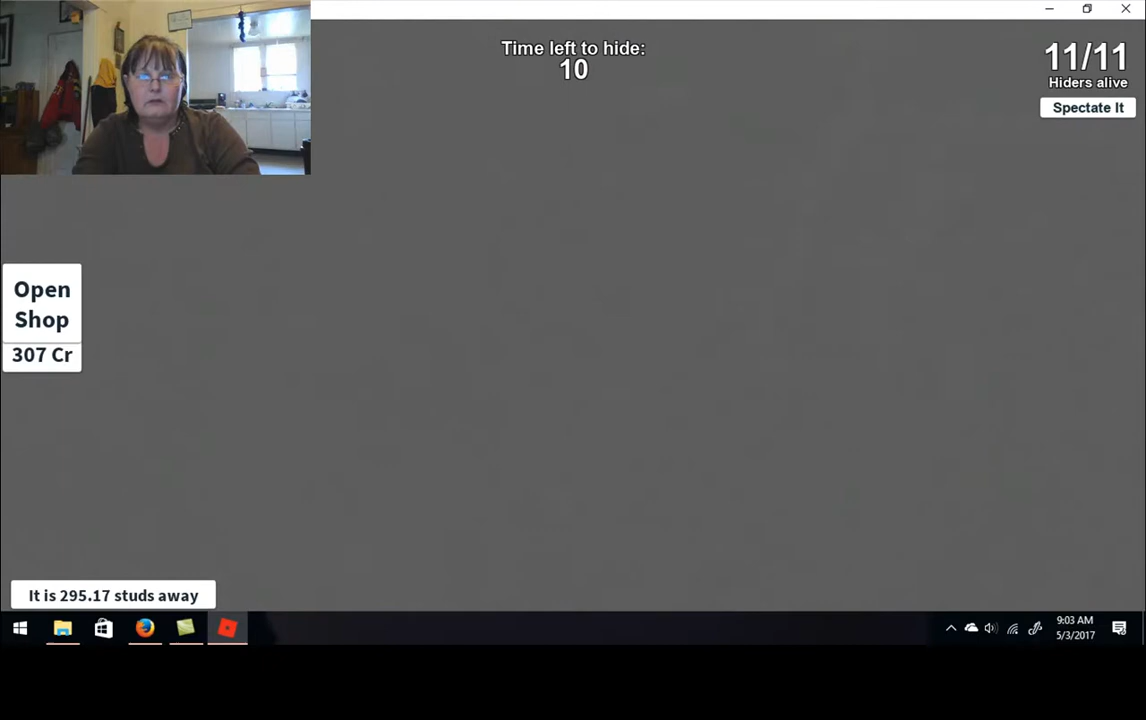 Time left to hide:
10
11/11
Hiders alive
Spectate It
Open
Shop
307 Cr
It is 295.17 studs away
9:03 AM
5/3/2017